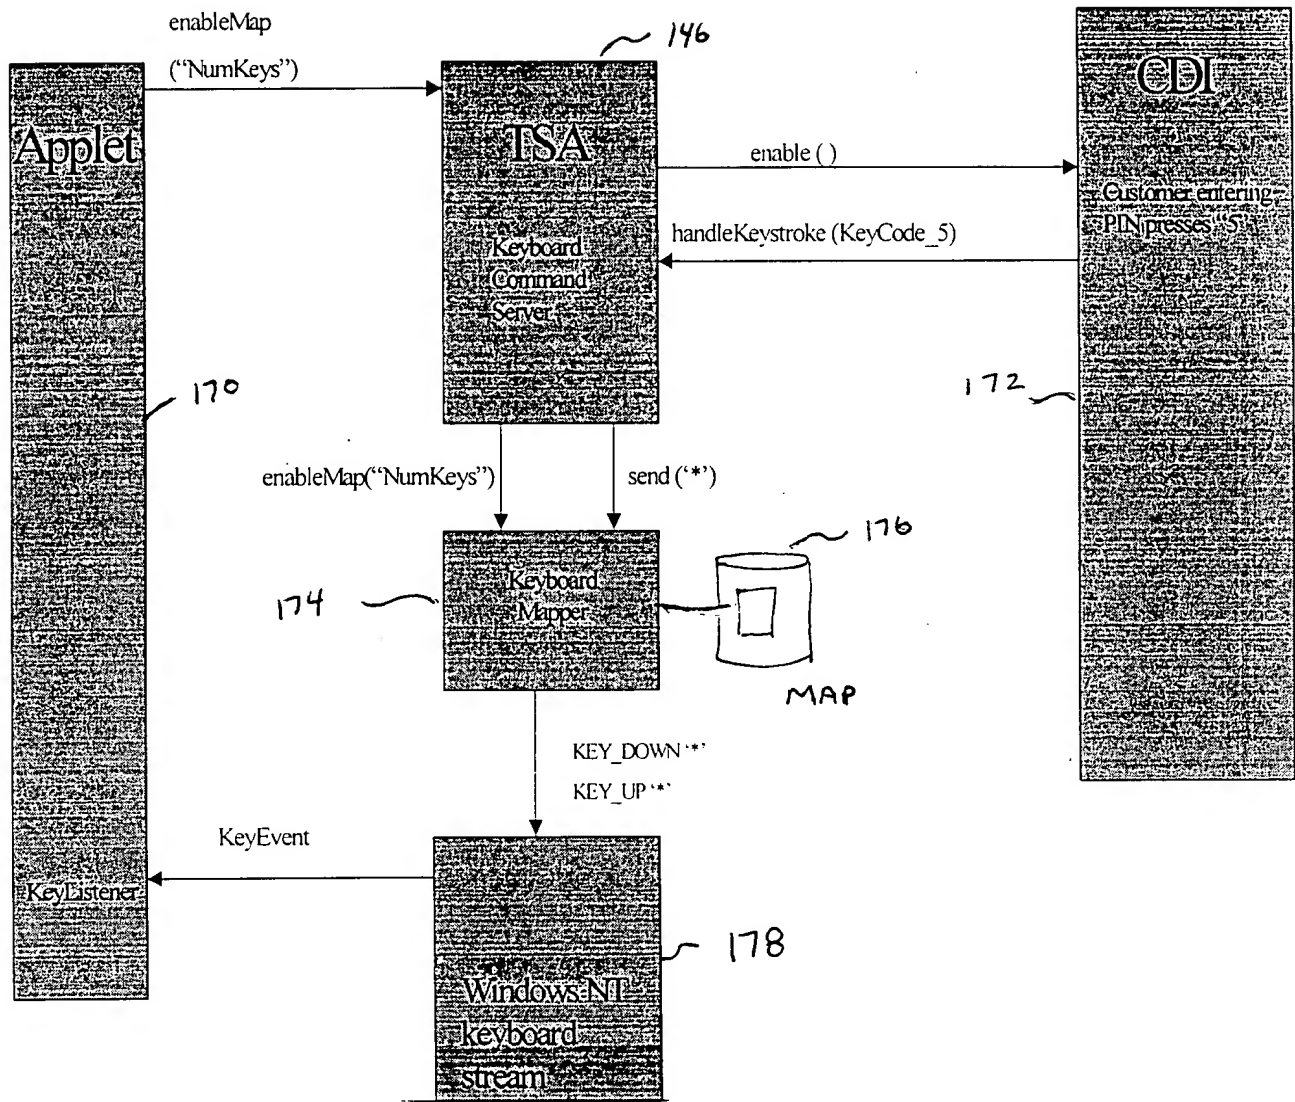 enableMap
("NumKeys")
146
Applet
TSA
CDI
enable ( )
Customer entering
PIN presses "5"
handleKeystroke (KeyCode_5)
Keyboard
Command
Server
170
172
enableMap("NumKeys")
send ('*')
176
174
Keyboard
Mapper
MAP
KEY_DOWN '*'
KEY_UP '*'
KeyEvent
KeyListener
178
Windows NT
keyboard
stream